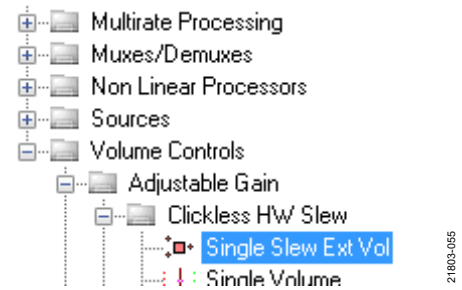 Multirate Processing
Muxes/Demuxes
Non Linear Processors
Sources
Volume Controls
Adjustable Gain
Clickless HW Slew
Single Slew Ext Vol
Single Volume
21803-055